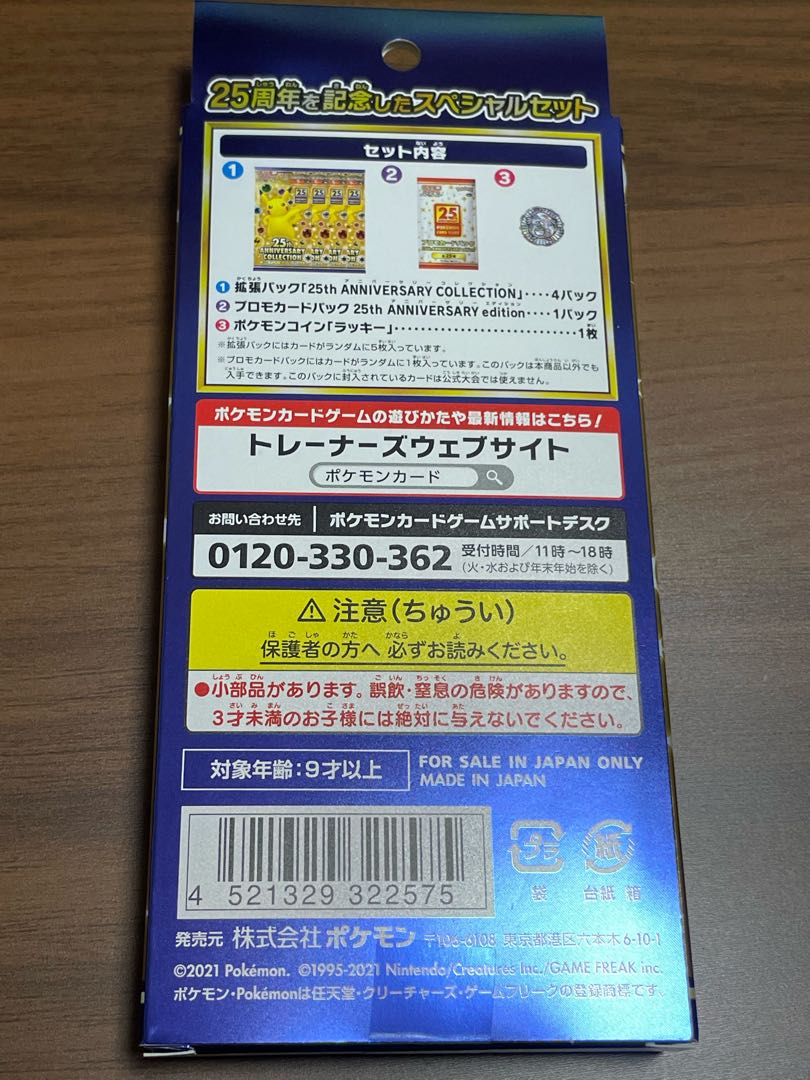 25周年を記念したスペシャルセット
セット内容
1 2 3
25th
ANNIVERSARY
COLLECTION
25
プロモカードパック
1 拡張パック「25th ANNIVERSARY COLLECTION」････4パック
2 プロモカードパック 25th ANNIVERSARY edition････1パック
3 ポケモンコイン「ラッキー」････････････････････････1枚
※拡張パックにはカードがランダムに5枚入っています。
※プロモカードパックにはカードがランダムに1枚入っています。このパックは本商品以外でも
入手できます。このパックに封入されているカードは公式大会では使えません。
ポケモンカードゲームの遊びかたや最新情報はこちら!
トレーナーズウェブサイト
ポケモンカード
お問い合わせ先 | ポケモンカードゲームサポートデスク
0120-330-362 受付時間/11時～18時
(火・水および年末年始を除く)
⚠注意(ちゅうい)
保護者の方へ 必ずお読みください。
●小部品があります。誤飲・窒息の危険がありますので、
3才未満のお子様には絶対に与えないでください。
対象年齢:9才以上
FOR SALE IN JAPAN ONLY
MADE IN JAPAN
4 521329 322575
プラ 紙
袋 台紙 箱
発売元 株式会社ポケモン 〒106-6108 東京都港区六本木6-10-1
©2021 Pokémon. ©1995-2021 Nintendo/Creatures Inc./GAME FREAK inc.
ポケモン・Pokémonは任天堂・クリーチャーズ・ゲームフリークの登録商標です。